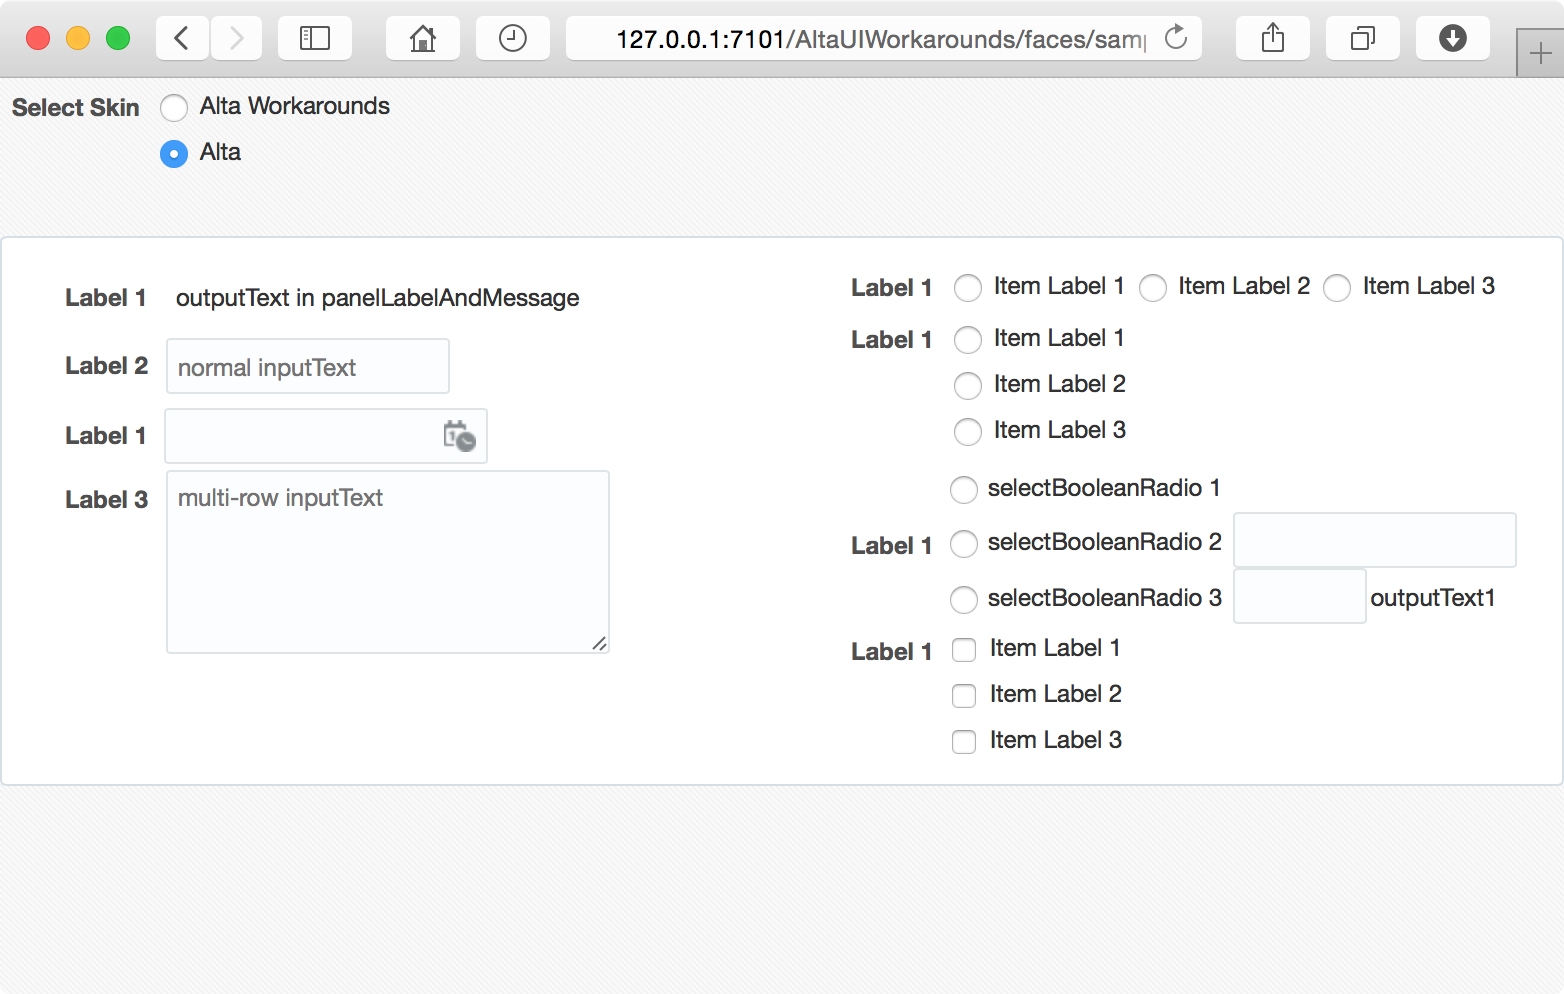 127.0.0.1:7101/AltaUIWorkarounds/faces/sam
Select Skin Alta Workarounds
Alta
Label 1 outputText in panelLabelAndMessage
Label 2 normal inputText
Label 1
Label 3 multi-row inputText
Label 1 Item Label 1 Item Label 2 Item Label 3
Label 1 Item Label 1
Item Label 2
Item Label 3
selectBooleanRadio 1
Label 1 selectBooleanRadio 2
selectBooleanRadio 3 outputText1
Label 1 Item Label 1
Item Label 2
Item Label 3